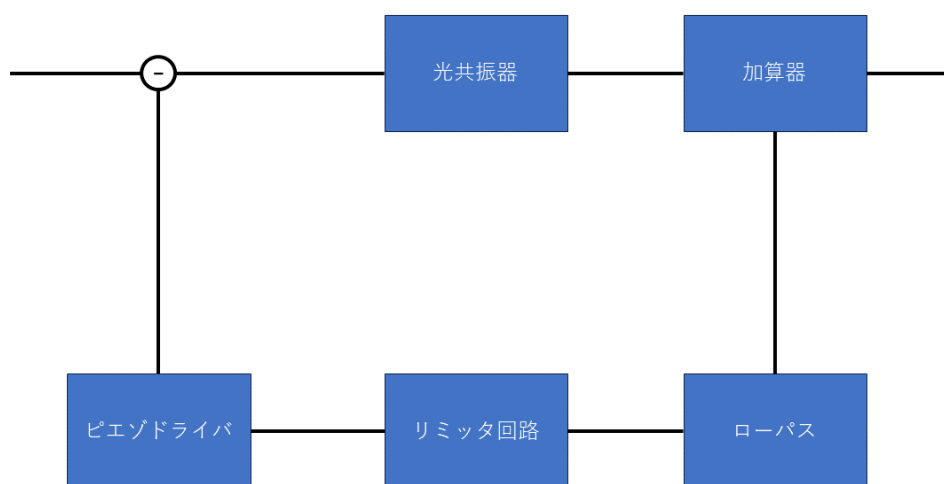 -
光共振器
加算器
ピエゾドライバ
リミッタ回路
ローパス